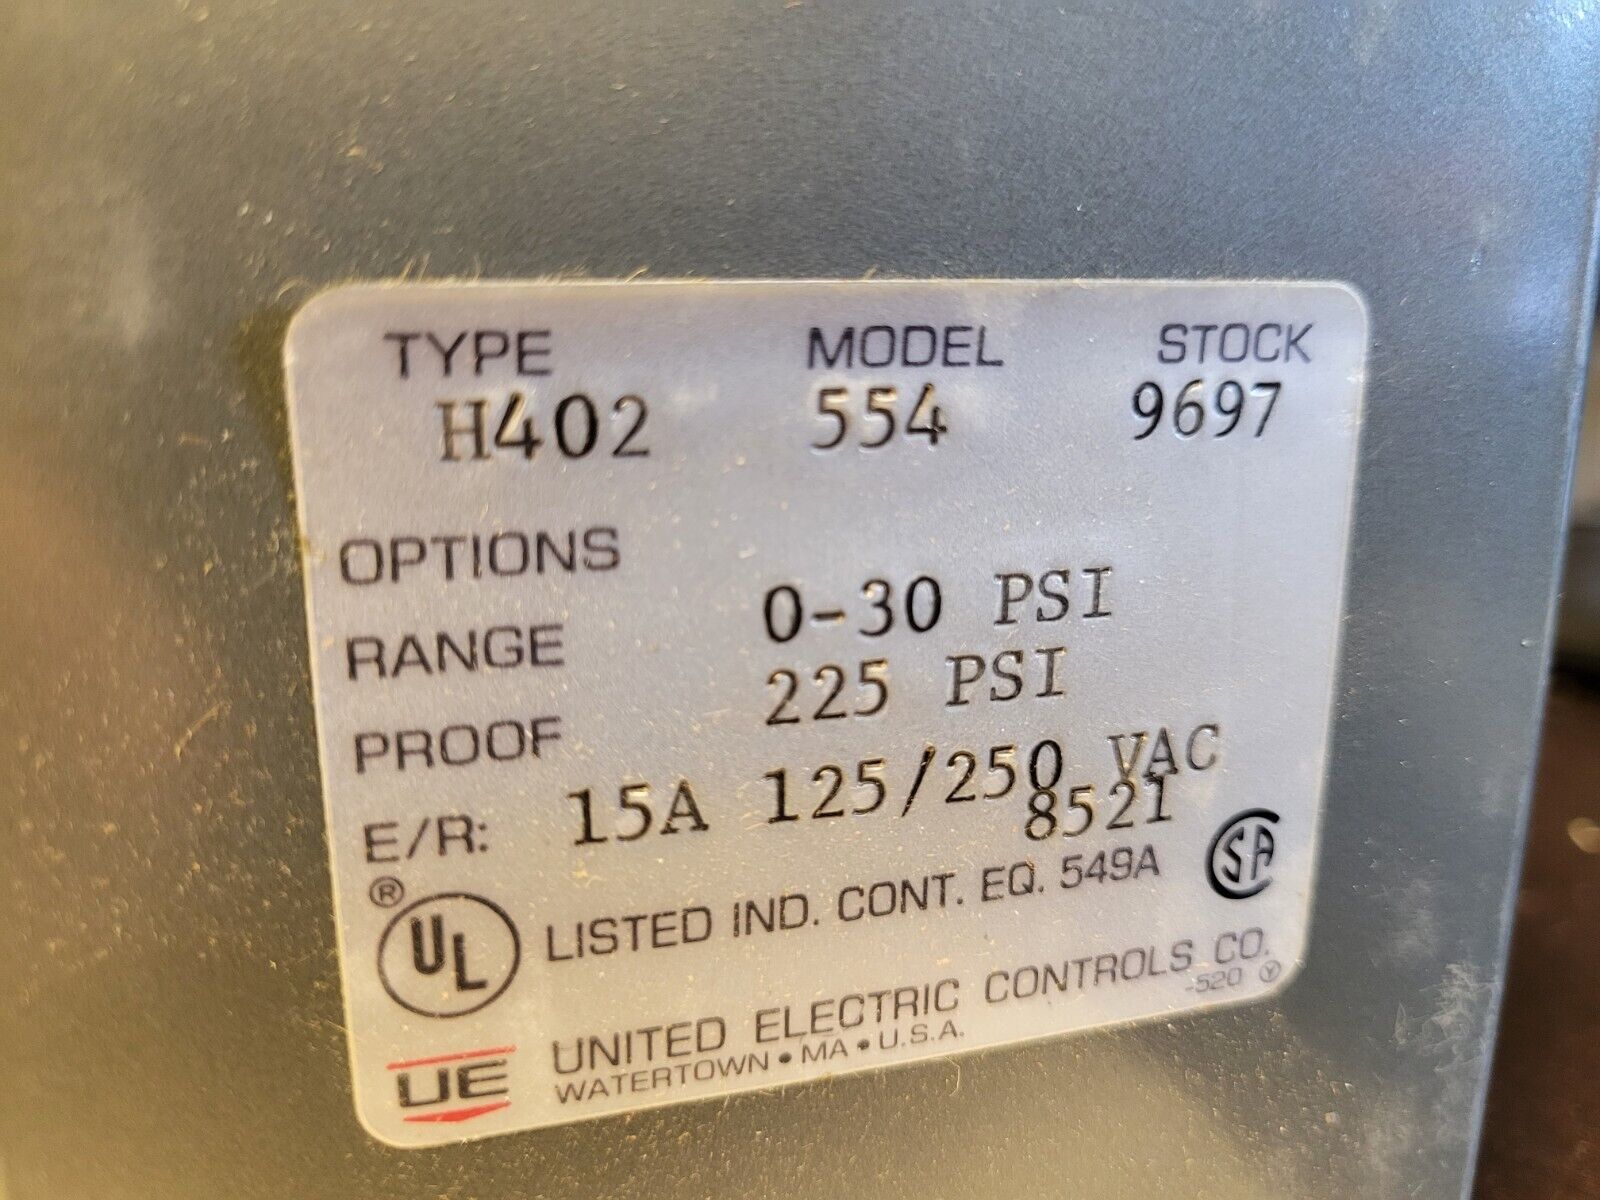 TYPE MODEL STOCK
H402 554 9697
OPTIONS
RANGE 0-30 PSI
PROOF 225 PSI
E/R: 15A 125/250 VAC
8521
® UL LISTED IND. CONT. EQ. 549A SA
UE UNITED ELECTRIC CONTROLS CO.
WATERTOWN • MA • U.S.A. -520 Y